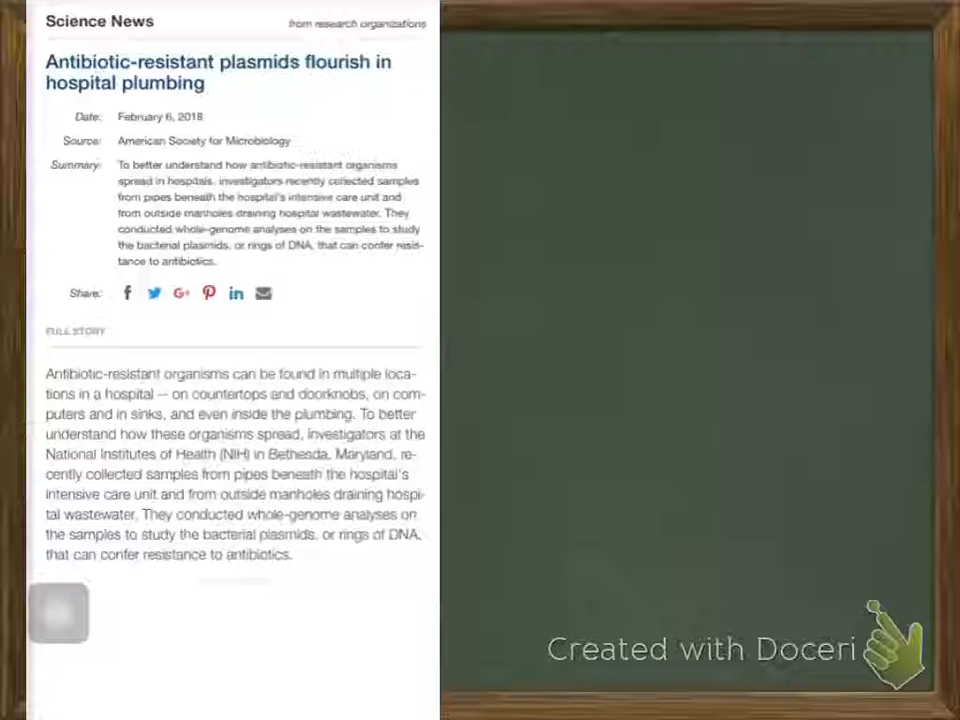 Science News
from research organizations
Antibiotic-resistant plasmids flourish in
hospital plumbing
Date: February 6, 2018
Source: American Society for Microbiology
Summary: To better understand how antibiotic-resistant organisms
spread in hospitals, investigators recently collected samples
from pipes beneath the hospital's intensive care unit and
from outside manholes draining hospital wastewater. They
conducted whole-genome analyses on the samples to study
the bacterial plasmids, or rings of DNA, that can confer resis-
tance to antibiotics.
Share: f G+ in
FULL STORY
Antibiotic-resistant organisms can be found in multiple loca-
tions in a hospital — on countertops and doorknobs, on com-
puters and in sinks, and even inside the plumbing. To better
understand how these organisms spread, investigators at the
National Institutes of Health (NIH) in Bethesda, Maryland, re-
cently collected samples from pipes beneath the hospital's
intensive care unit and from outside manholes draining hospi-
tal wastewater. They conducted whole-genome analyses on
the samples to study the bacterial plasmids, or rings of DNA,
that can confer resistance to antibiotics.
Created with Doceri